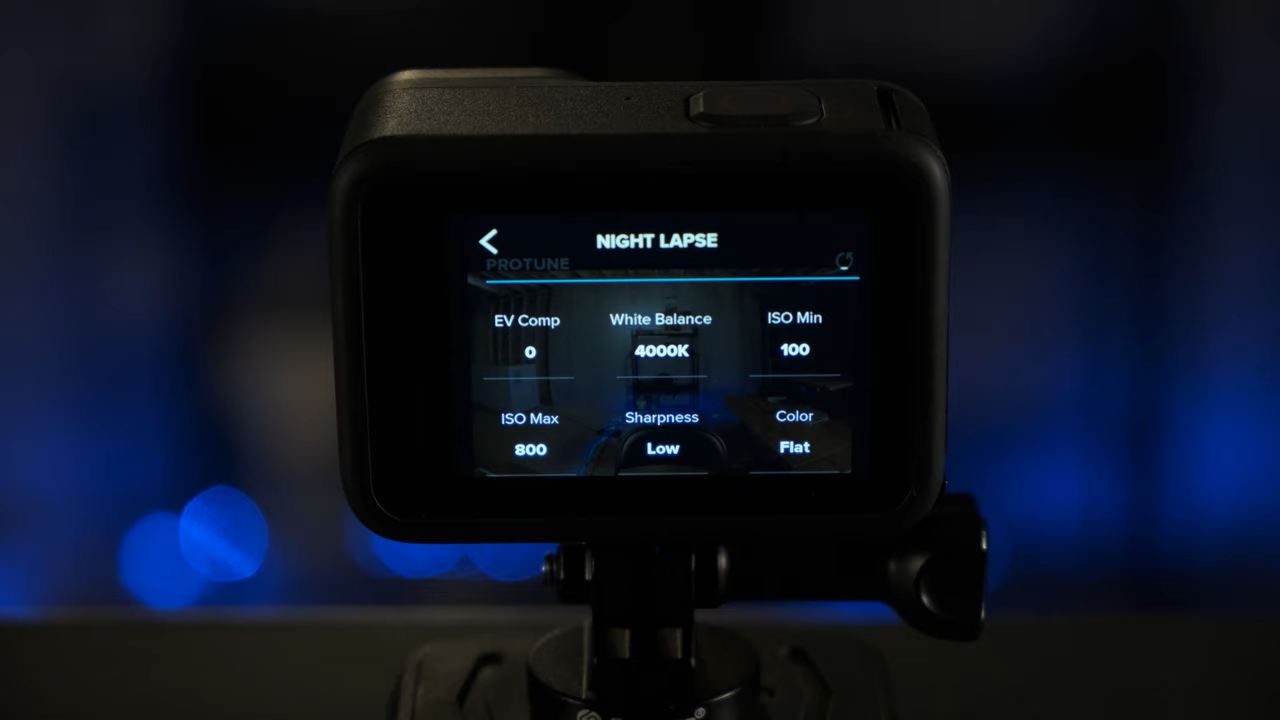 NIGHT LAPSE
PROTUNE
EV Comp White Balance ISO Min
0 4000K 100
ISO Max Sharpness Color
800 Low Flat